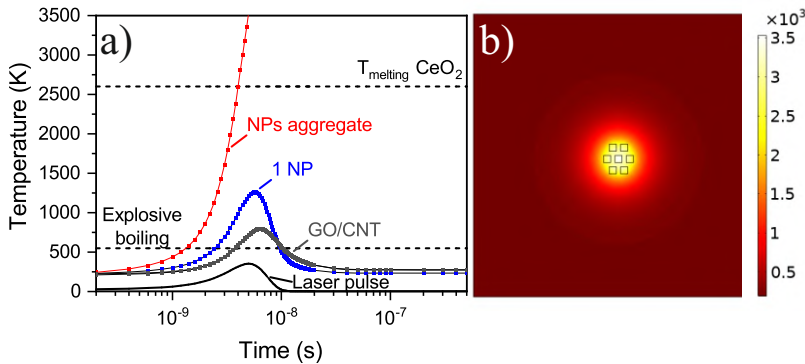 a)
3500
3000
2500
2000
1500
1000
500
0
Temperature (K)
T_melting CeO₂
NPs aggregate
1 NP
Explosive
boiling
GO/CNT
Laser pulse
10⁻⁹
10⁻⁸
10⁻⁷
Time (s)
b)
×10³
3.5
3
2.5
2
1.5
1
0.5